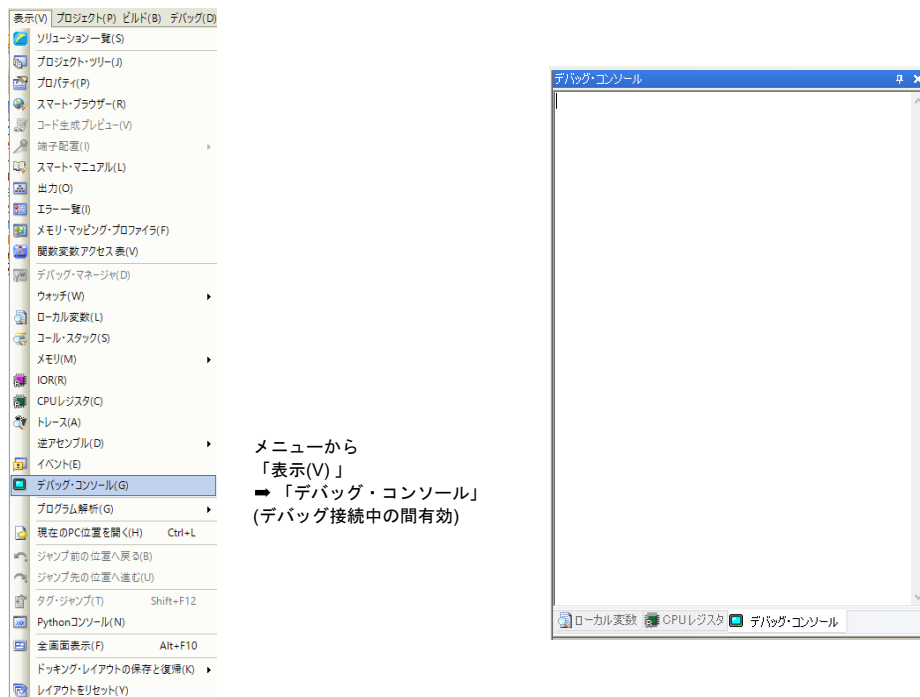 表示(V) プロジェクト(P) ビルド(B) デバッグ(D)
ソリューション一覧(S)
プロジェクト・ツリー(J)
プロパティ(P)
スマート・ブラウザー(R)
コード生成プレビュー(V)
端子配置(I)
スマート・マニュアル(L)
出力(O)
エラー一覧(I)
メモリ・マッピング・プロファイラ(F)
関数変数アクセス表(V)
デバッグ・マネージャ(D)
ウォッチ(W)
ローカル変数(L)
コール・スタック(S)
メモリ(M)
IOR(R)
CPUレジスタ(C)
トレース(A)
逆アセンブル(D)
イベント(E)
デバッグ・コンソール(G)
プログラム解析(G)
現在のPC位置を開く(H) Ctrl+L
ジャンプ前の位置へ戻る(B)
ジャンプ先の位置へ進む(U)
タグ・ジャンプ(T) Shift+F12
Pythonコンソール(N)
全画面表示(F) Alt+F10
ドッキング・レイアウトの保存と復帰(K)
レイアウトをリセット(Y)
メニューから
「表示(V) 」
➡ 「デバッグ・コンソール」
(デバッグ接続中の間有効)
デバッグ・コンソール
ローカル変数 CPUレジスタ デバッグ・コンソール